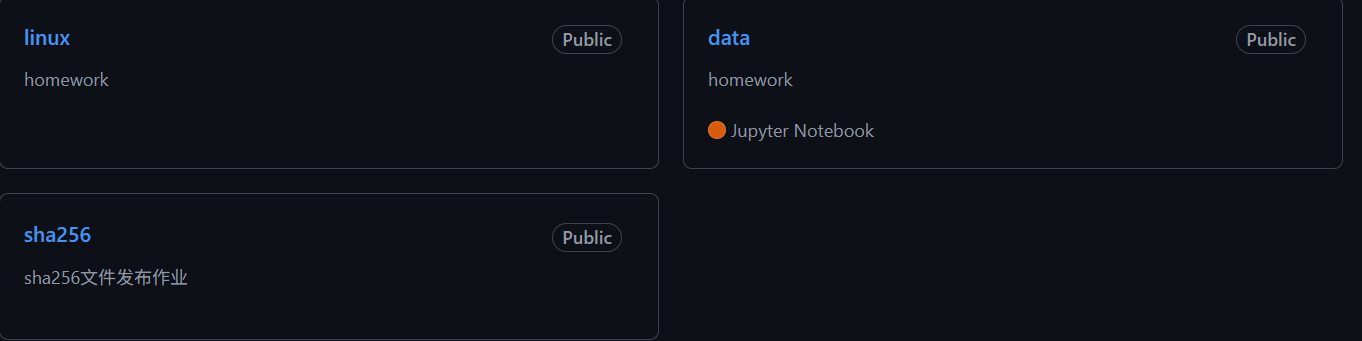 linux
Public
homework
data
Public
homework
Jupyter Notebook
sha256
Public
sha256文件发布作业